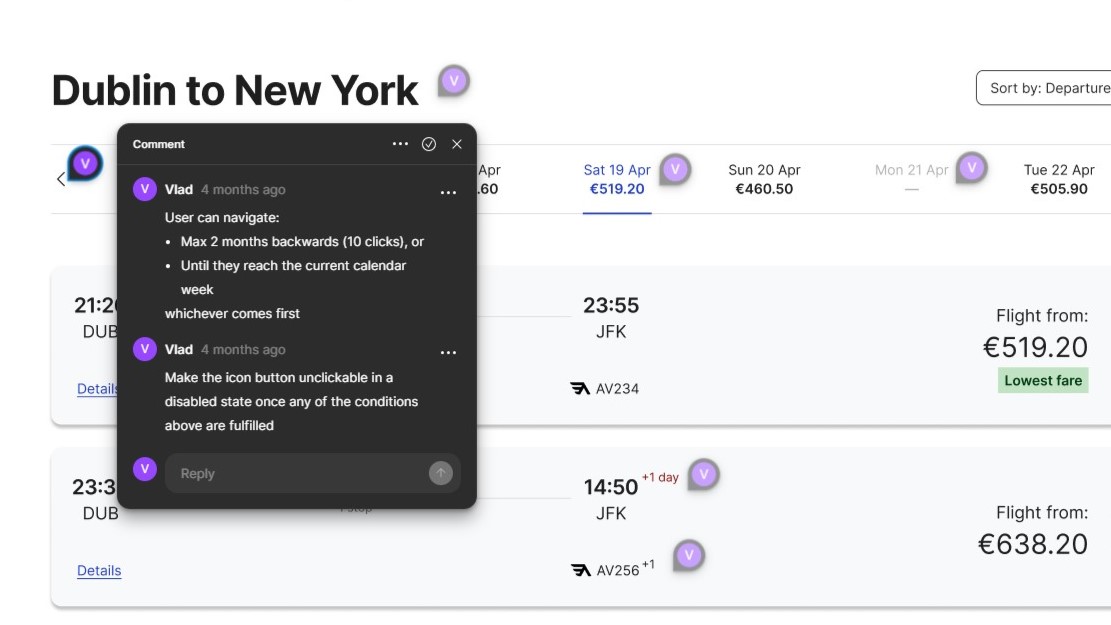 Dublin to New York
V
Sort by: Departure
V
Apr
.60
Sat 19 Apr
€519.20
V
Sun 20 Apr
€460.50
Mon 21 Apr
—
V
Tue 22 Apr
€505.90
Comment
V
Vlad 4 months ago
User can navigate:
• Max 2 months backwards (10 clicks), or
• Until they reach the current calendar
week
whichever comes first
V
Vlad 4 months ago
Make the icon button unclickable in a
disabled state once any of the conditions
above are fulfilled
V
Reply
21:2
DUB
Details
23:55
JFK
AV234
Flight from:
€519.20
Lowest fare
23:3
DUB
Details
14:50 +1 day
V
JFK
AV256 +1
V
Flight from:
€638.20